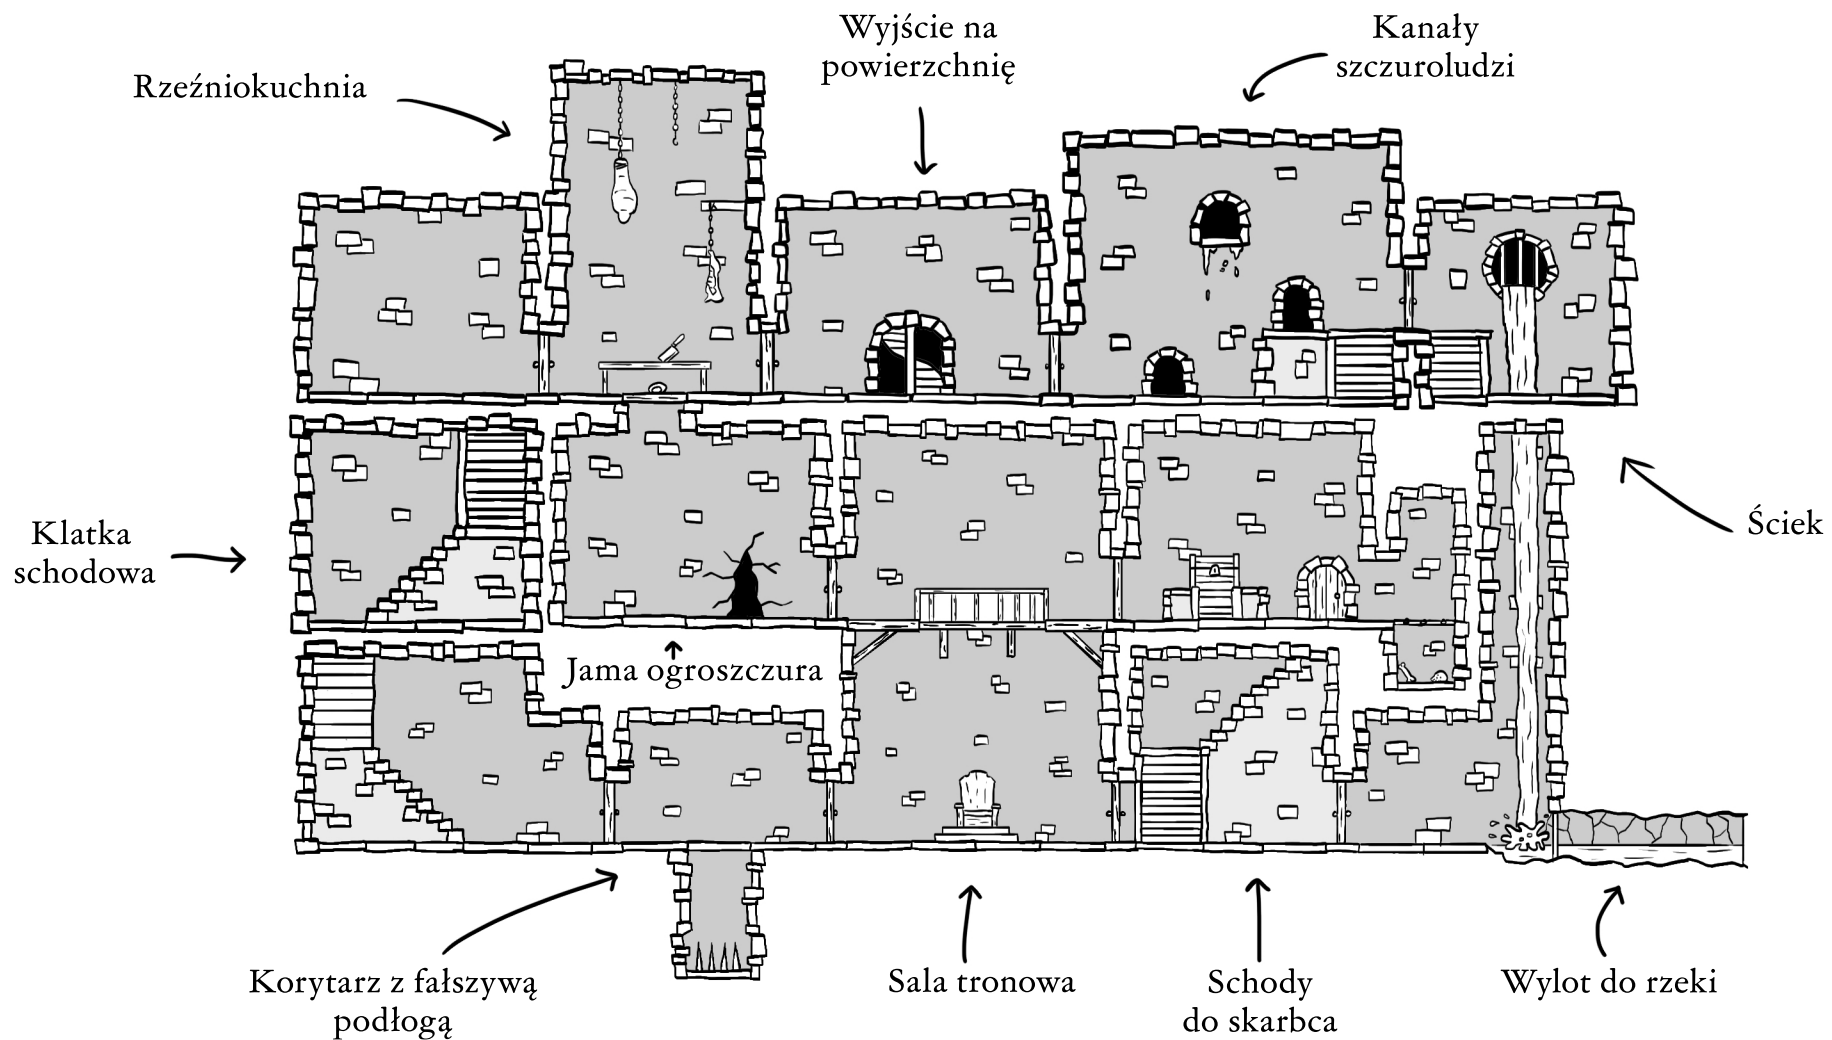 Wyjście na
powierzchnię
Kanały
szczuroludzi
Rzeźniokuchnia
Klatka
schodowa
Ściek
Jama ogroszczura
Korytarz z fałszywą
podłogą
Sala tronowa
Schody
do skarbca
Wylot do rzeki